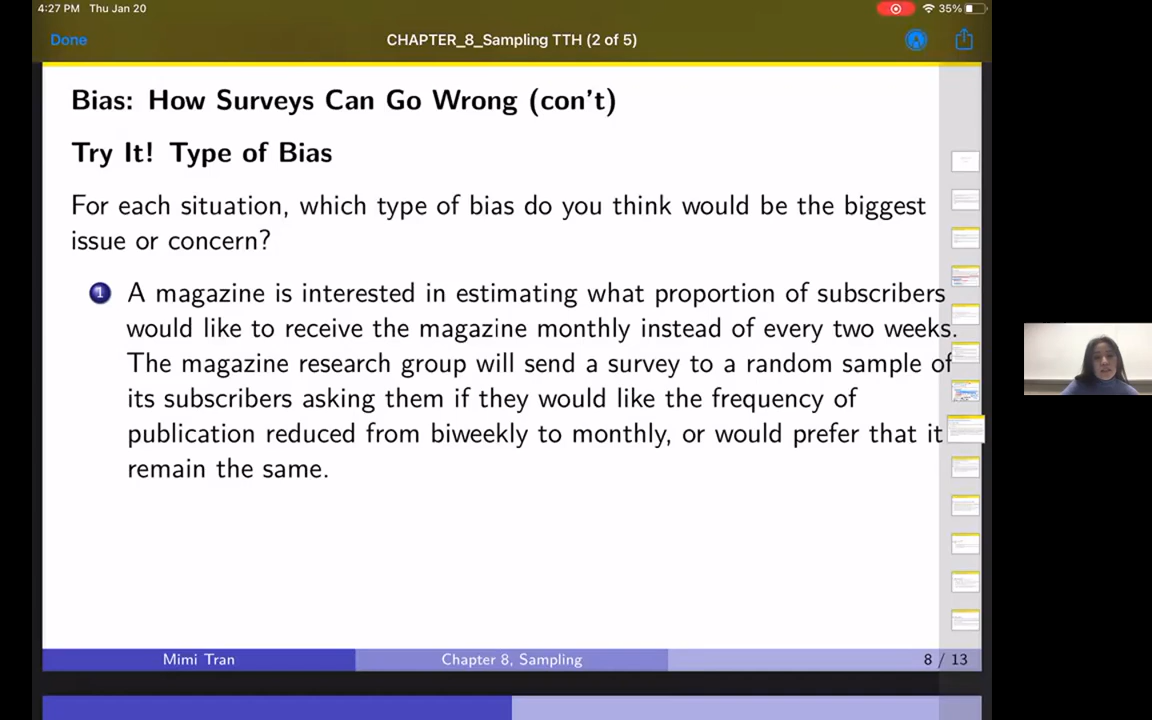 4:27 PM Thu Jan 20
35%
Done
CHAPTER_8_Sampling TTH (2 of 5)
Bias: How Surveys Can Go Wrong (con't)
Try It! Type of Bias
For each situation, which type of bias do you think would be the biggest
issue or concern?
1 A magazine is interested in estimating what proportion of subscribers
would like to receive the magazine monthly instead of every two weeks.
The magazine research group will send a survey to a random sample of
its subscribers asking them if they would like the frequency of
publication reduced from biweekly to monthly, or would prefer that it
remain the same.
Mimi Tran
Chapter 8, Sampling
8 / 13